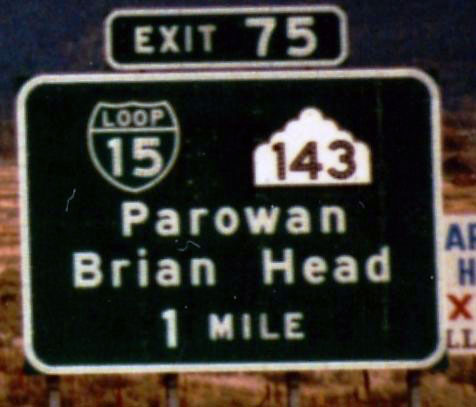 EXIT 75
LOOP
15
143
Parowan
Brian Head
1 MILE